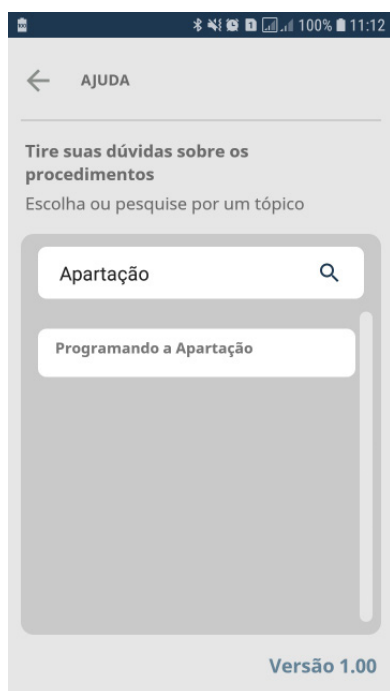 100% 11:12
AJUDA
Tire suas dúvidas sobre os
procedimentos
Escolha ou pesquise por um tópico
Apartação
Programando a Apartação
Versão 1.00